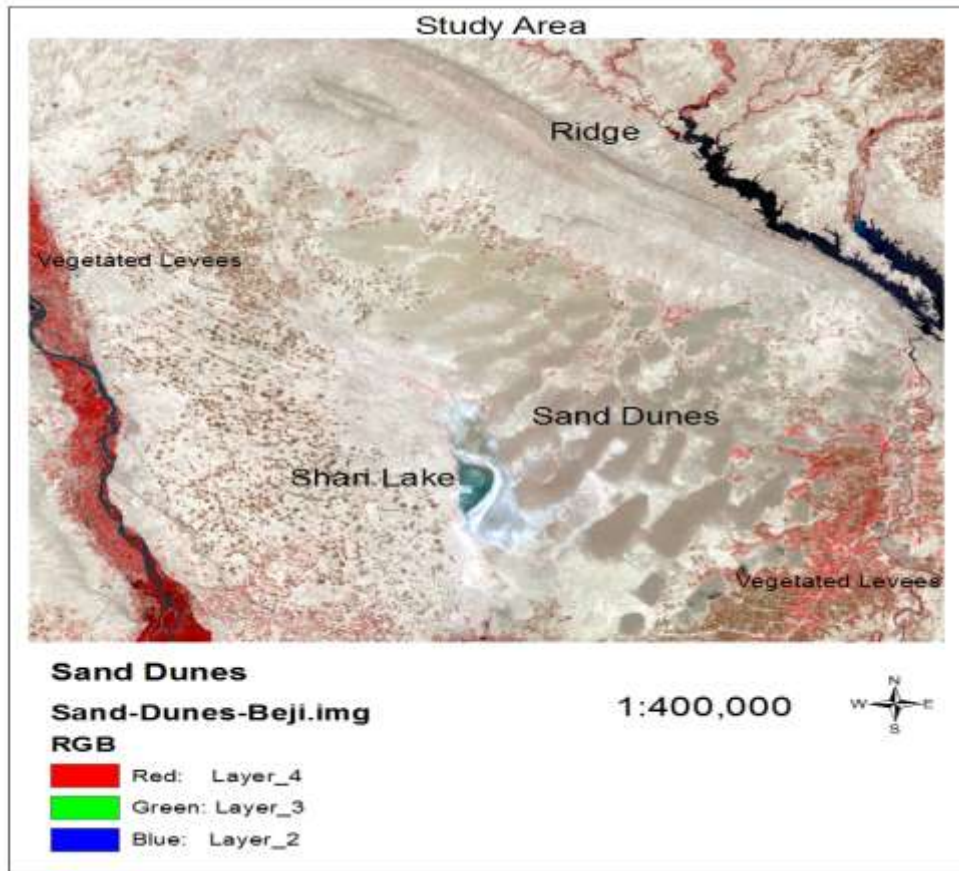 Study Area
Ridge
Vegetated Levees
Sand Dunes
Shari Lake
Vegetated Levees
Sand Dunes
Sand-Dunes-Beji.img
RGB
Red: Layer_4
Green: Layer_3
Blue: Layer_2
1:400,000
N
W E
S